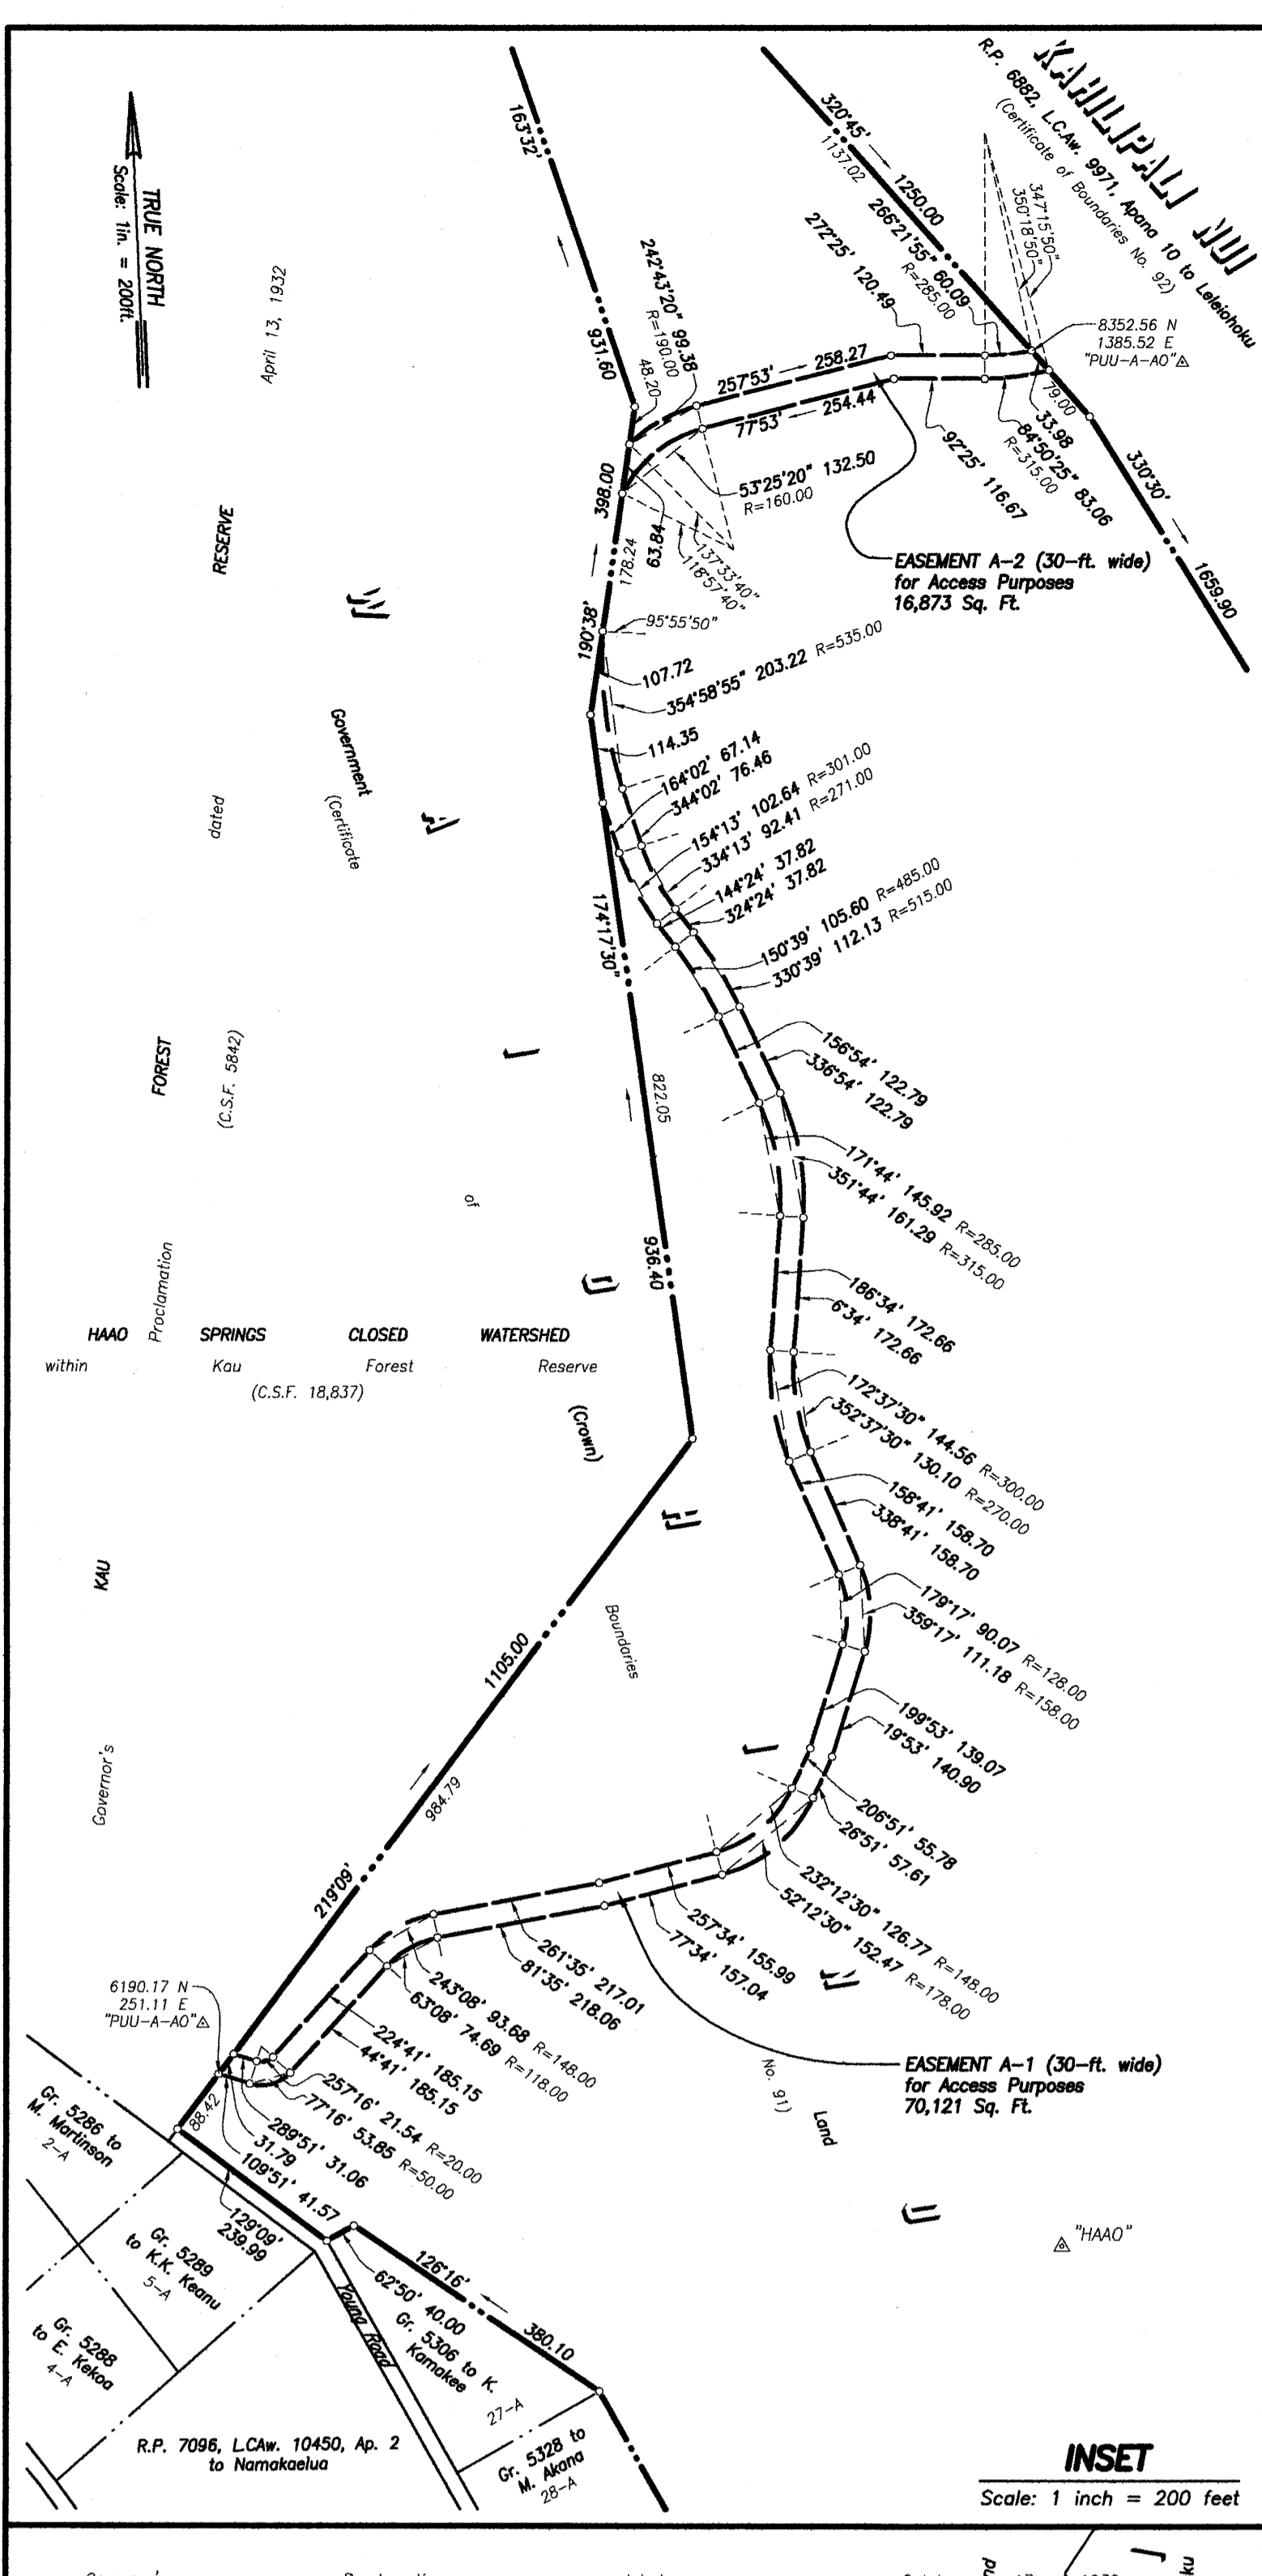 KAHILIPALI NUI
R.P. 6882, L.C.Aw. 9971, Apana 10 to Leleiohoku
(Certificate of Boundaries No. 92)
TRUE NORTH
Scale: 1in. = 200ft.
April 13, 1932
163°32'
931.60
320°45'
1250.00
1137.02
266°21'55" 60.09
R=285.00
272°25' 120.49
347°15'50"
350°18'50"
8352.56 N
1385.52 E
"PUU-A-AO"
242°43'20" 99.38
R=190.00
48.20
257°53' 258.27
77°53' 254.44
79.00
33.98
84°50'25" 83.06
R=315.00
92°25' 116.67
330°30'
1659.90
53°25'20" 132.50
R=160.00
398.00
63.84
178.24
137°33'40"
118°57'40"
EASEMENT A-2 (30-ft. wide)
for Access Purposes
16,873 Sq. Ft.
RESERVE
190°38'
95°55'50"
107.72
354°58'55" 203.22 R=535.00
114.35
164°02' 67.14
344°02' 76.46
154°13' 102.64 R=301.00
334°13' 92.41 R=271.00
144°24' 37.82
324°24' 37.82
150°39' 105.60 R=485.00
330°39' 112.13 R=515.00
Government
(Certificate
dated
174°17'30"
822.05
936.40
156°54' 122.79
336°54' 122.79
FOREST
(C.S.F. 5842)
171°44' 145.92 R=285.00
351°44' 161.29 R=315.00
of
186°34' 172.66
6°34' 172.66
Proclamation
HAAO SPRINGS CLOSED WATERSHED
within Kau Forest Reserve
(C.S.F. 18,837)
(Crown)
172°37'30" 144.56 R=300.00
352°37'30" 130.10 R=270.00
158°41' 158.70
338°41' 158.70
KAU
Boundaries
179°17' 90.07 R=128.00
359°17' 111.18 R=158.00
1105.00
984.79
219°09'
199°53' 139.07
19°53' 140.90
Governor's
206°51' 55.78
26°51' 57.61
232°12'30" 126.77 R=148.00
52°12'30" 152.47 R=178.00
257°34' 155.99
77°34' 157.04
261°35' 217.01
81°35' 218.06
243°08' 93.68 R=148.00
63°08' 74.69 R=118.00
224°41' 185.15
44°41' 185.15
6190.17 N
251.11 E
"PUU-A-AO"
257°16' 21.54 R=20.00
77°16' 53.85 R=50.00
289°51' 31.06
31.79
109°51' 41.57
88.42
129°09'
239.99
EASEMENT A-1 (30-ft. wide)
for Access Purposes
70,121 Sq. Ft.
No. 91)
Land
"HAAO"
Gr. 5286 to
M. Martinson
2-A
Gr. 5289
to K.K. Keanu
5-A
Gr. 5288
to E. Kekoa
4-A
Young Road
62°50' 40.00
126°16'
380.10
Gr. 5306 to K.
Kamakee
27-A
Gr. 5328 to
M. Akana
28-A
R.P. 7096, L.CAw. 10450, Ap. 2
to Namakaelua
INSET
Scale: 1 inch = 200 feet